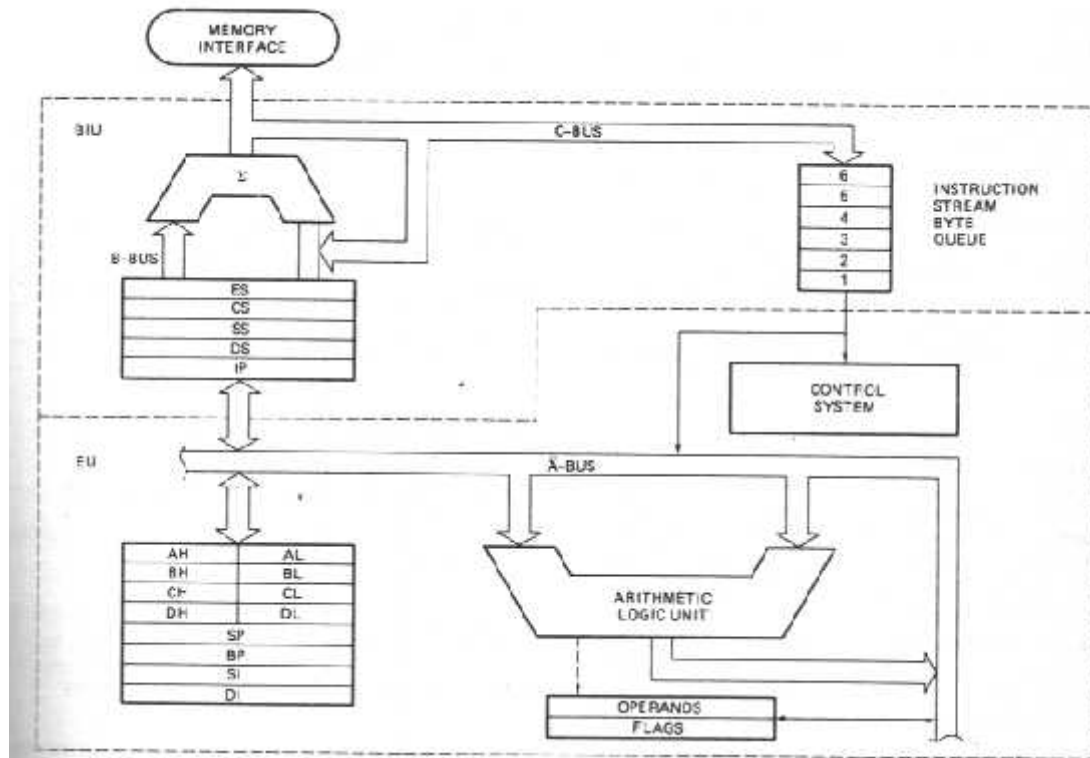 MEMORY
INTERFACE
BIU
C-BUS
Σ
B-BUS
6
5
4
3
2
1
INSTRUCTION
STREAM
BYTE
QUEUE
ES
CS
SS
DS
IP
CONTROL
SYSTEM
EU
A-BUS
AH AL
BH BL
CH CL
DH DL
SP
BP
SI
DI
ARITHMETIC
LOGIC UNIT
OPERANDS
FLAGS